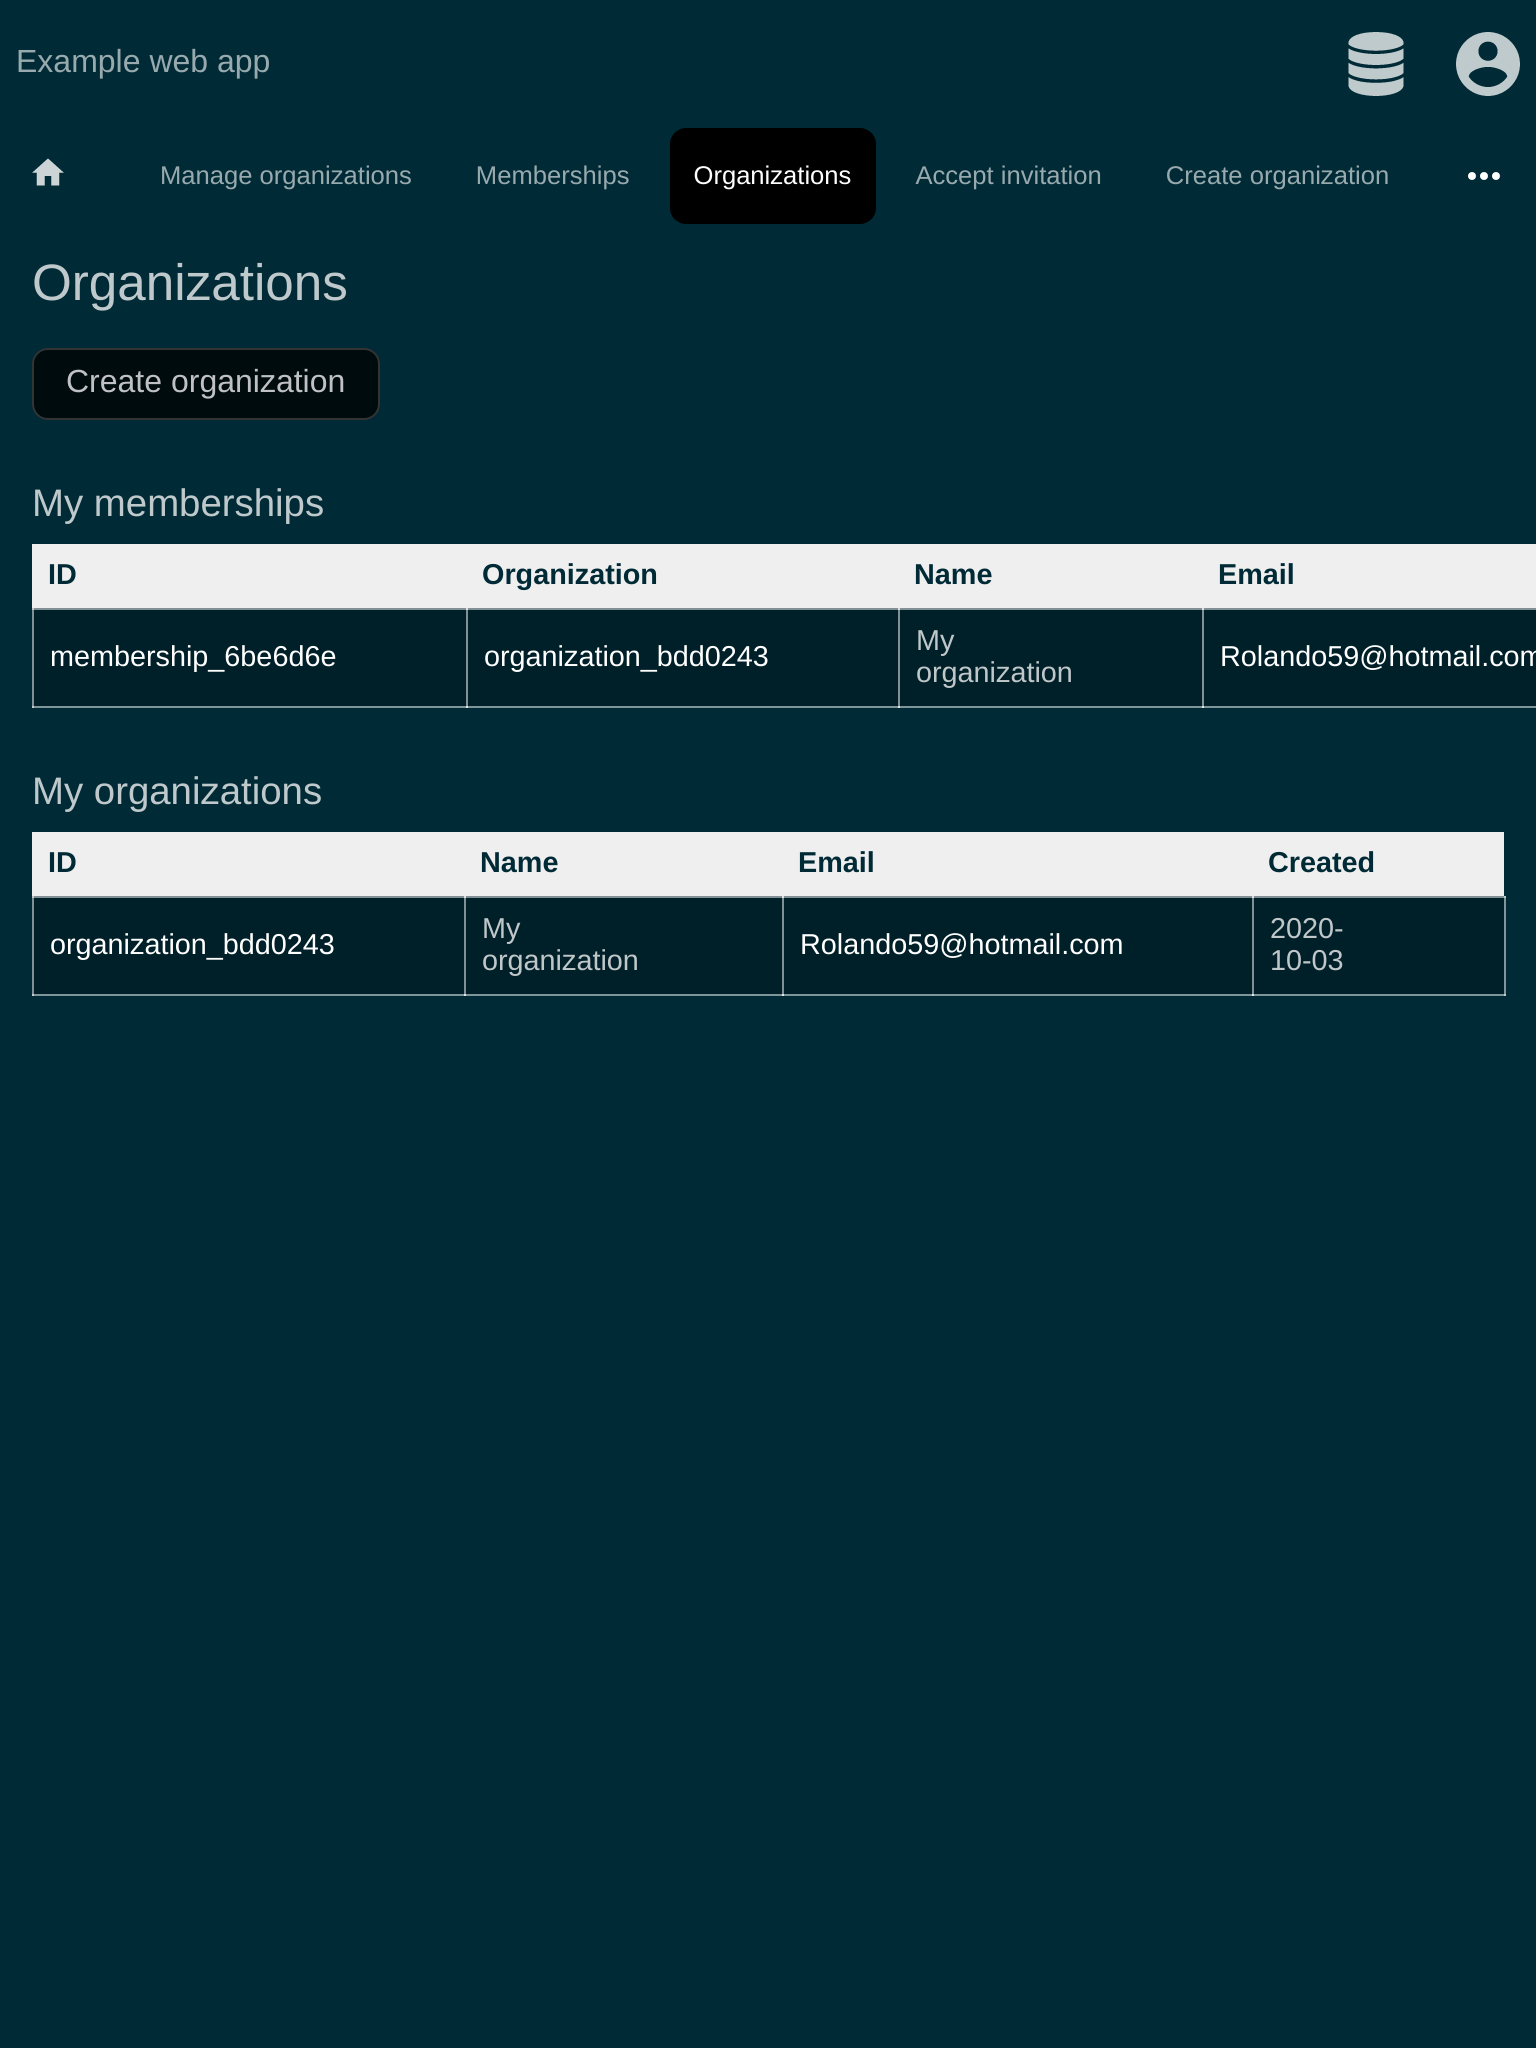 Example web app
Manage organizations Memberships Organizations Accept invitation Create organization
Organizations
Create organization
My memberships
ID Organization Name Email
membership_6be6d6e organization_bdd0243 My organization Rolando59@hotmail.com
My organizations
ID Name Email Created
organization_bdd0243 My organization Rolando59@hotmail.com 2020-10-03